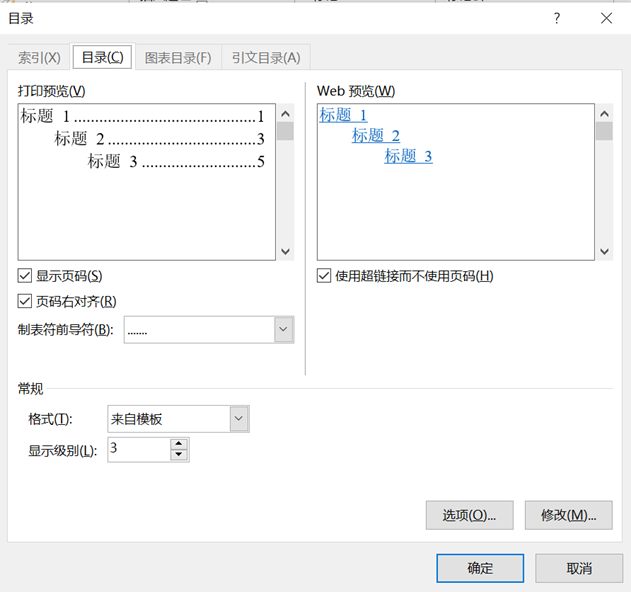 目录
?
索引(X) 目录(C) 图表目录(F) 引文目录(A)
打印预览(V)
标题 1........................................1
标题 2.................................3
标题 3.........................5
☑ 显示页码(S)
☑ 页码右对齐(R)
制表符前导符(B): .......
Web 预览(W)
标题 1
标题 2
标题 3
☑ 使用超链接而不使用页码(H)
常规
格式(T): 来自模板
显示级别(L): 3
选项(O)... 修改(M)...
确定 取消